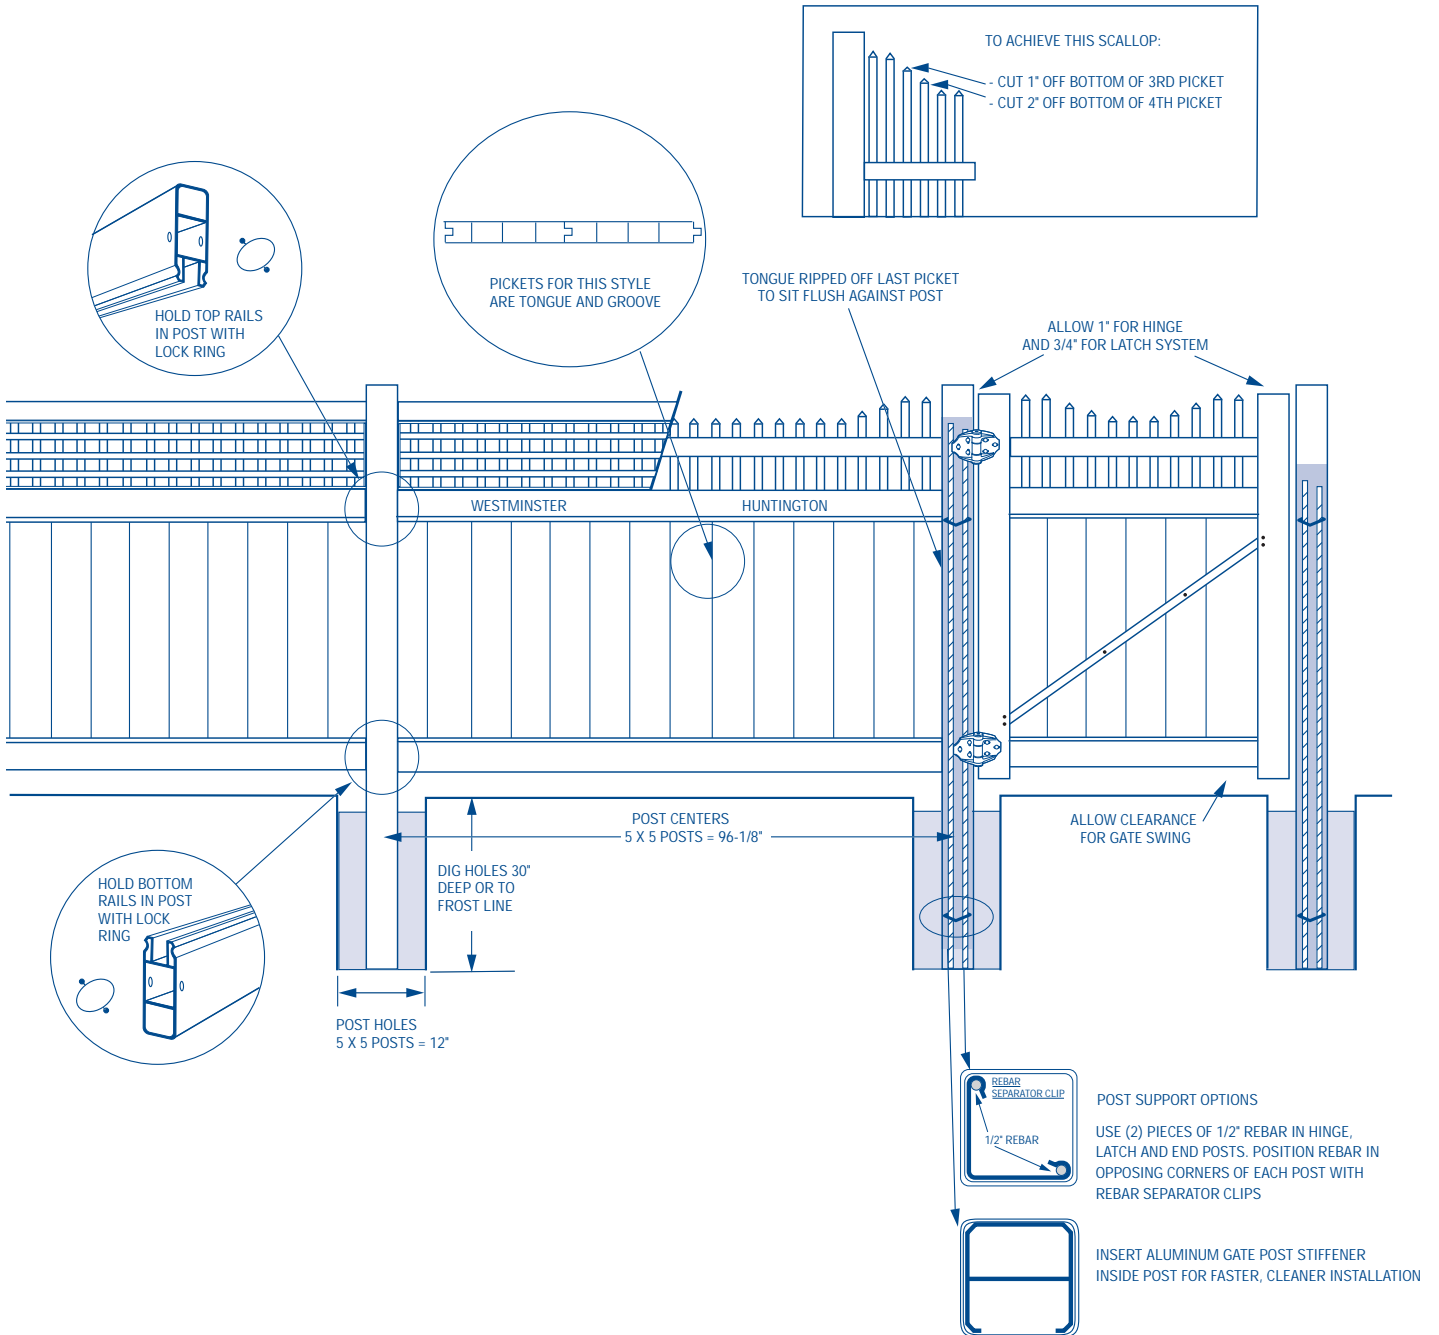 TO ACHIEVE THIS SCALLOP:
- CUT 1" OFF BOTTOM OF 3RD PICKET
- CUT 2" OFF BOTTOM OF 4TH PICKET
PICKETS FOR THIS STYLE
ARE TONGUE AND GROOVE
TONGUE RIPPED OFF LAST PICKET
TO SIT FLUSH AGAINST POST
HOLD TOP RAILS
IN POST WITH
LOCK RING
ALLOW 1" FOR HINGE
AND 3/4" FOR LATCH SYSTEM
WESTMINSTER
HUNTINGTON
POST CENTERS
5 X 5 POSTS = 96-1/8"
ALLOW CLEARANCE
FOR GATE SWING
DIG HOLES 30"
DEEP OR TO
FROST LINE
HOLD BOTTOM
RAILS IN POST
WITH LOCK
RING
POST HOLES
5 X 5 POSTS = 12"
REBAR
SEPARATOR CLIP
1/2" REBAR
POST SUPPORT OPTIONS
USE (2) PIECES OF 1/2" REBAR IN HINGE,
LATCH AND END POSTS. POSITION REBAR IN
OPPOSING CORNERS OF EACH POST WITH
REBAR SEPARATOR CLIPS
INSERT ALUMINUM GATE POST STIFFENER
INSIDE POST FOR FASTER, CLEANER INSTALLATION